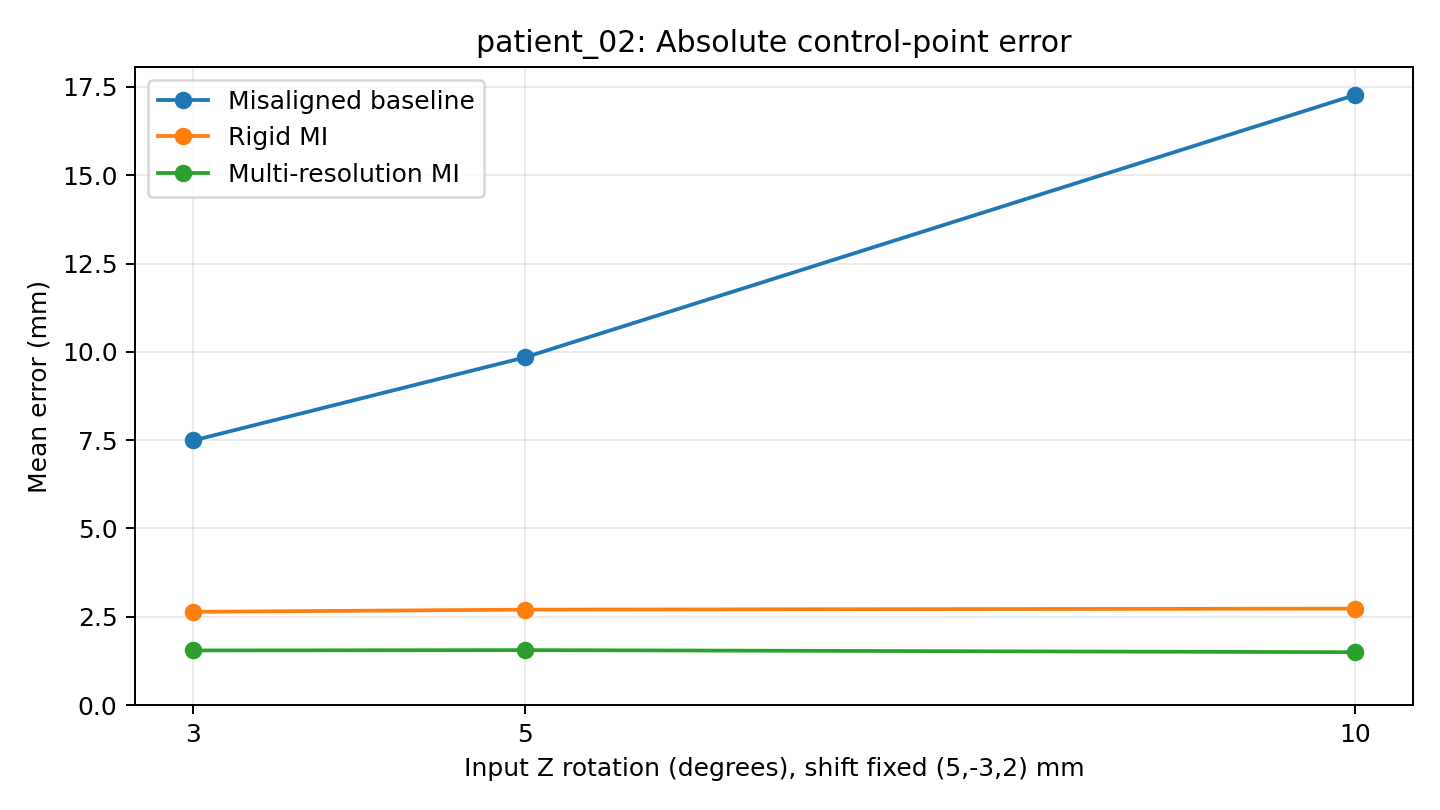 patient_02: Absolute control-point error
Misaligned baseline
Rigid MI
Multi-resolution MI
17.5
15.0
12.5
10.0
7.5
5.0
2.5
0.0
Mean error (mm)
3 5 10
Input Z rotation (degrees), shift fixed (5,-3,2) mm